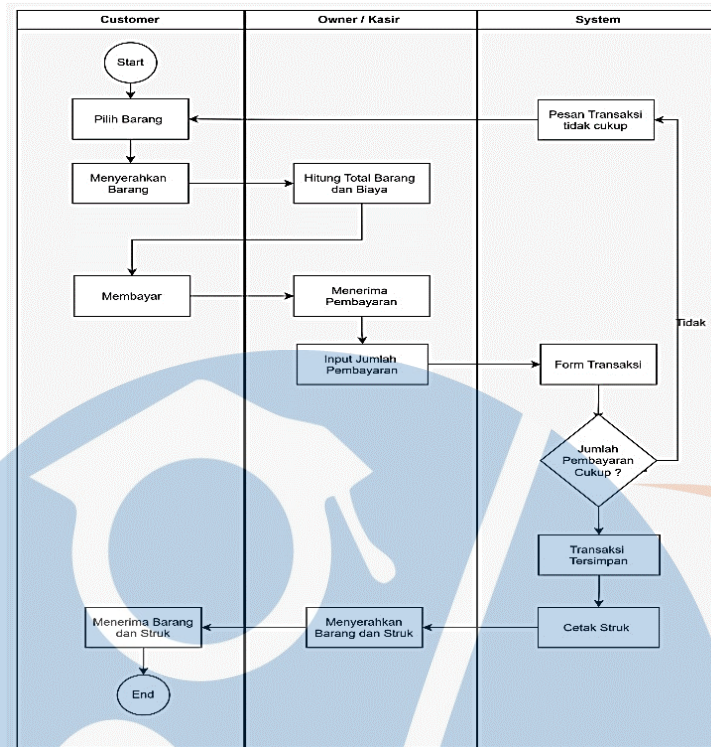 Customer
Owner / Kasir
System
Start
Pilih Barang
Pesan Transaksi
tidak cukup
Menyerahkan
Barang
Hitung Total Barang
dan Biaya
Membayar
Menerima
Pembayaran
Tidak
Input Jumlah
Pembayaran
Form Transaksi
Jumlah
Pembayaran
Cukup ?
Transaksi
Tersimpan
Menerima Barang
dan Struk
Menyerahkan
Barang dan Struk
Cetak Struk
End